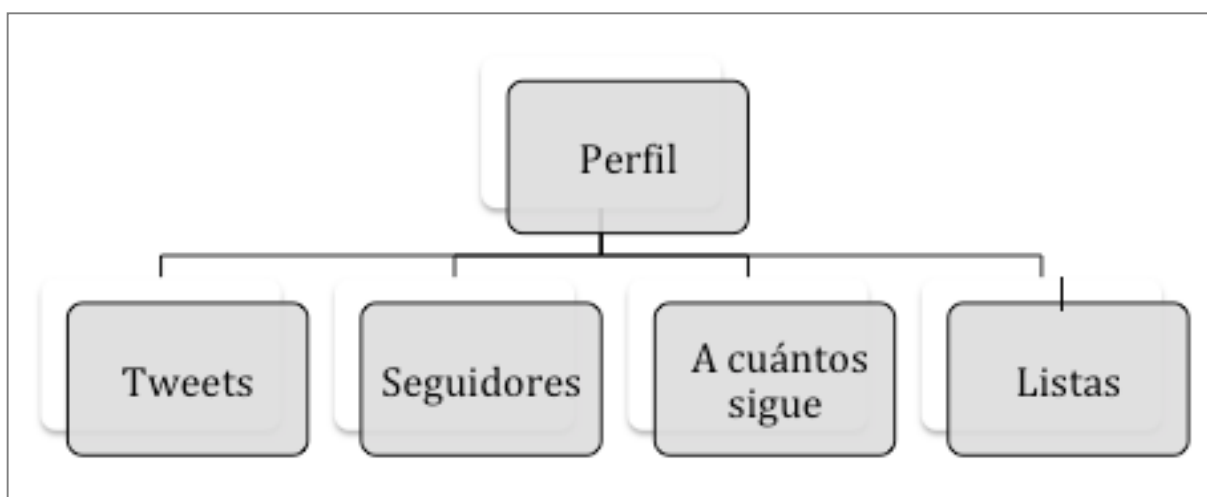 Perfil
Tweets
Seguidores
A cuántos
sigue
Listas